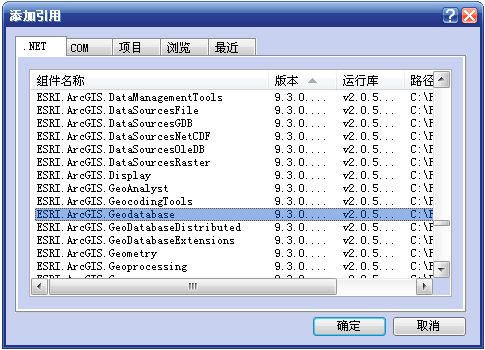 添加引用
.NET COM 项目 浏览 最近
组件名称 版本 运行库 路径
ESRI.ArcGIS.DataManagementTools 9.3.0.... v2.0.5... C:\P
ESRI.ArcGIS.DataSourcesFile 9.3.0.... v2.0.5... C:\P
ESRI.ArcGIS.DataSourcesGDB 9.3.0.... v2.0.5... C:\P
ESRI.ArcGIS.DataSourcesNetCDF 9.3.0.... v2.0.5... C:\P
ESRI.ArcGIS.DataSourcesOleDB 9.3.0.... v2.0.5... C:\P
ESRI.ArcGIS.DataSourcesRaster 9.3.0.... v2.0.5... C:\P
ESRI.ArcGIS.Display 9.3.0.... v2.0.5... C:\P
ESRI.ArcGIS.GeoAnalyst 9.3.0.... v2.0.5... C:\P
ESRI.ArcGIS.GeocodingTools 9.3.0.... v2.0.5... C:\P
ESRI.ArcGIS.Geodatabase 9.3.0.... v2.0.5... C:\P
ESRI.ArcGIS.GeoDatabaseDistributed 9.3.0.... v2.0.5... C:\P
ESRI.ArcGIS.GeoDatabaseExtensions 9.3.0.... v2.0.5... C:\P
ESRI.ArcGIS.Geometry 9.3.0.... v2.0.5... C:\P
ESRI.ArcGIS.Geoprocessing 9.3.0.... v2.0.5... C:\P
确定 取消